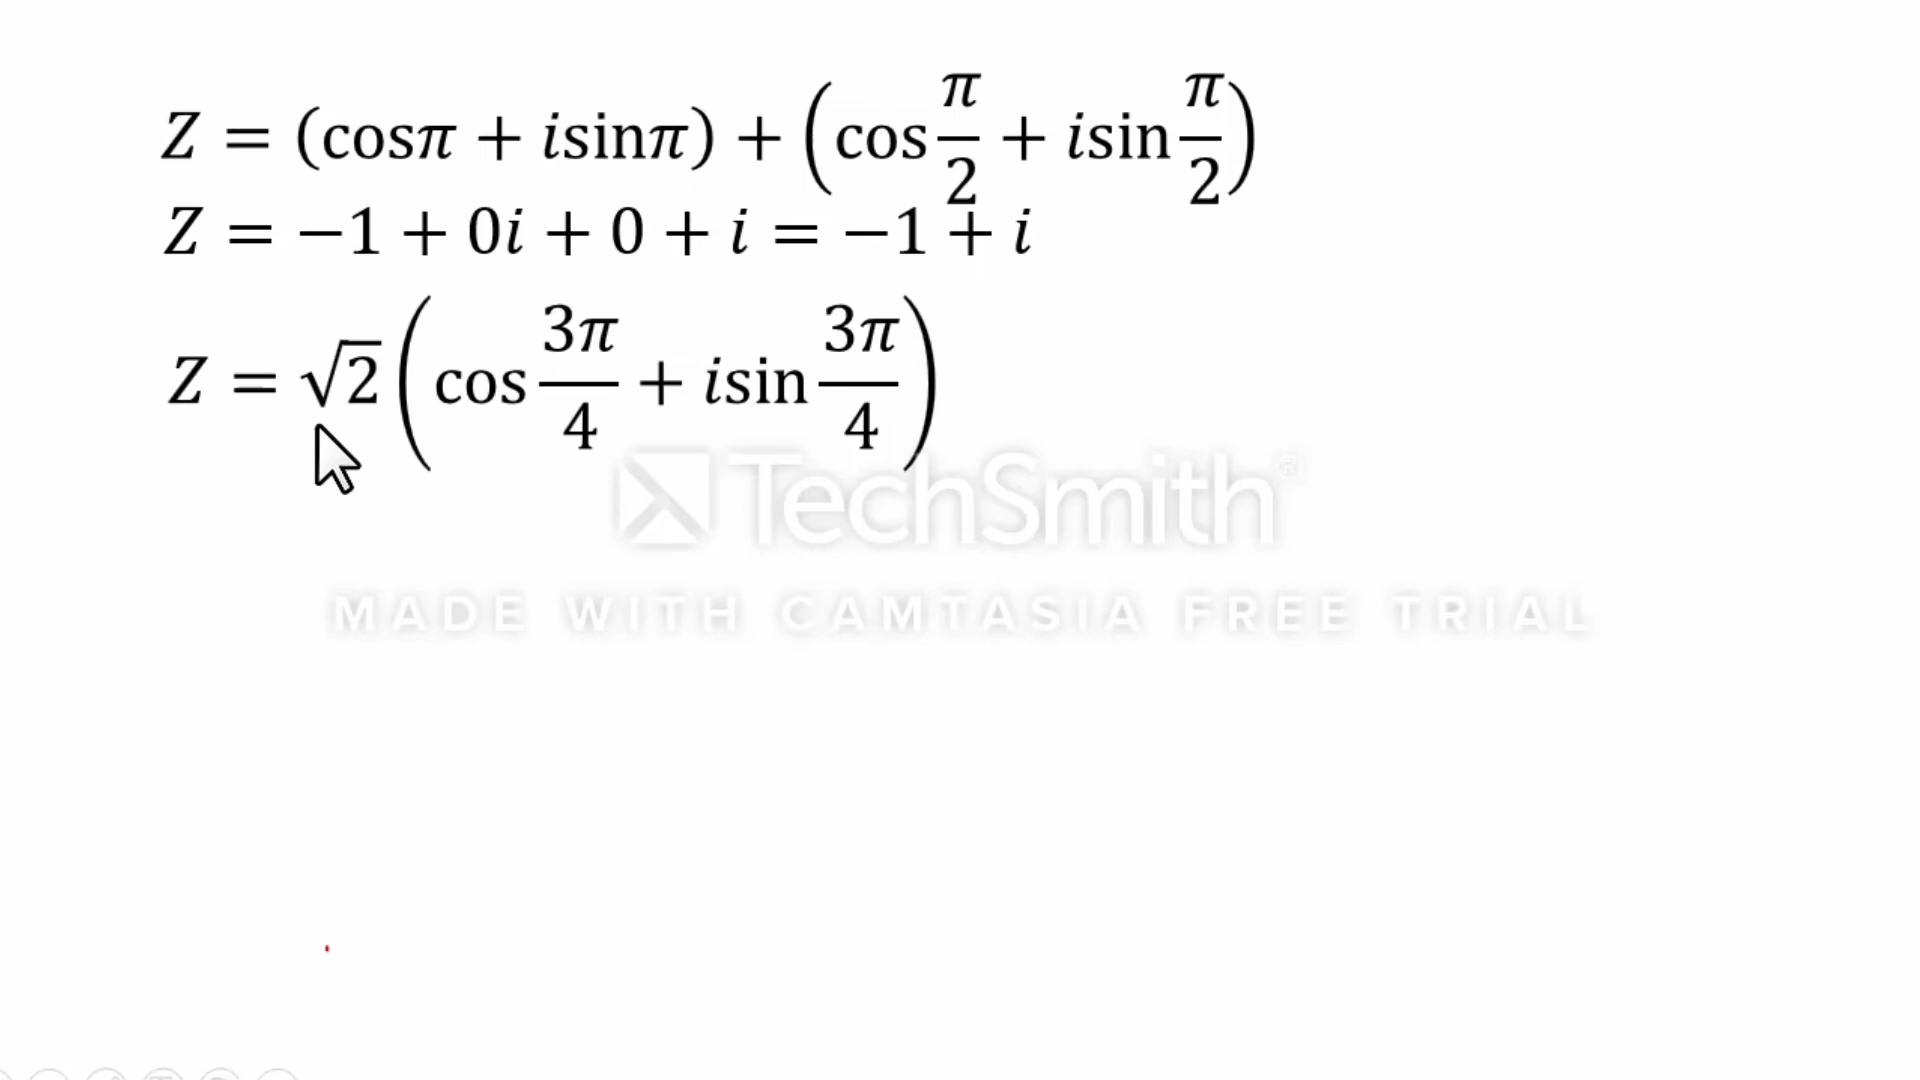 Z = (cosπ + isinπ) + (cos π/2 + isin π/2)
Z = −1 + 0i + 0 + i = −1 + i
Z = √2 (cos 3π/4 + isin 3π/4)
TechSmith®
MADE WITH CAMTASIA FREE TRIAL